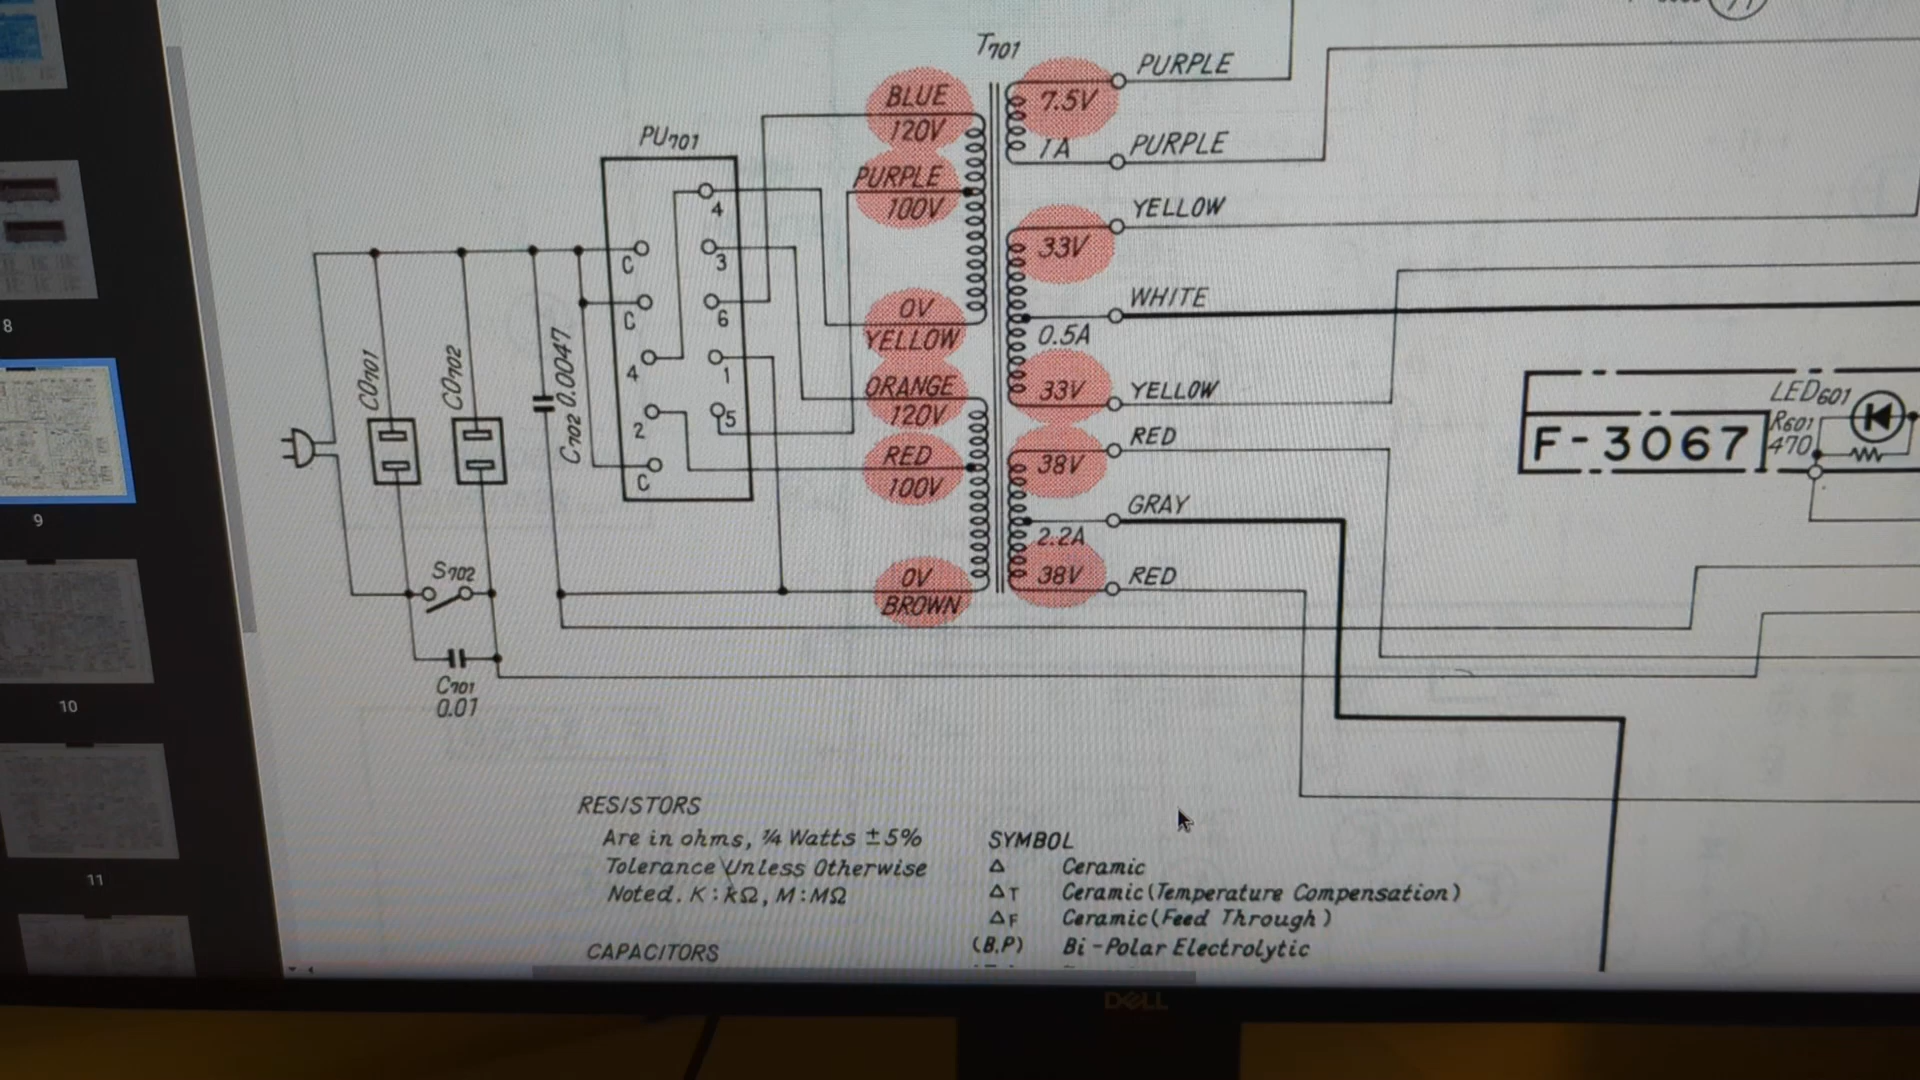 T701
PURPLE
BLUE
7.5V
120V
PU701
PURPLE
1A
PURPLE
100V
4
YELLOW
33V
3
C
WHITE
0V
6
C
0.5A
YELLOW
C702 0.0047
CO701
CO702
4
1
ORANGE
33V
YELLOW
120V
5
2
RED
LED601
R601
470
F-3067
RED
38V
100V
C
GRAY
2.2A
S702
0V
38V
RED
BROWN
C701
0.01
RESISTORS
Are in ohms, ¼ Watts ±5%
Tolerance Unless Otherwise
Noted. K:kΩ, M:MΩ
CAPACITORS
SYMBOL
△ Ceramic
△T Ceramic(Temperature Compensation)
△F Ceramic(Feed Through)
(B.P) Bi-Polar Electrolytic
8
9
10
11
DELL